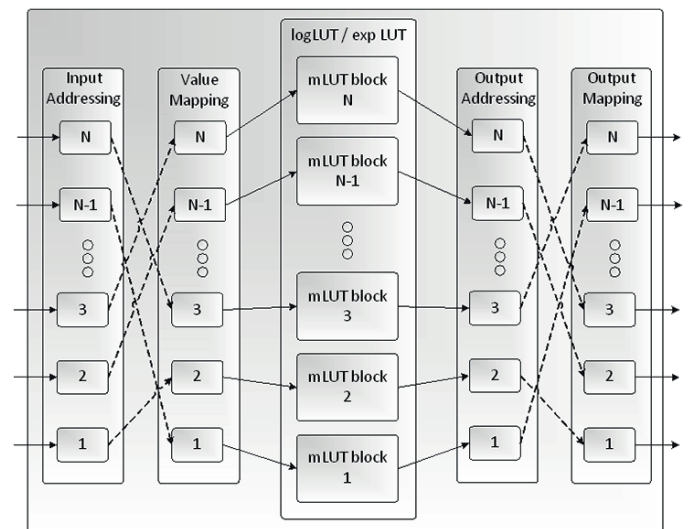 logLUT / exp LUT
Input
Addressing
N
N-1
3
2
1
Value
Mapping
N
N-1
3
2
1
mLUT block
N
mLUT block
N-1
mLUT block
3
mLUT block
2
mLUT block
1
Output
Addressing
N
N-1
3
2
1
Output
Mapping
N
N-1
3
2
1